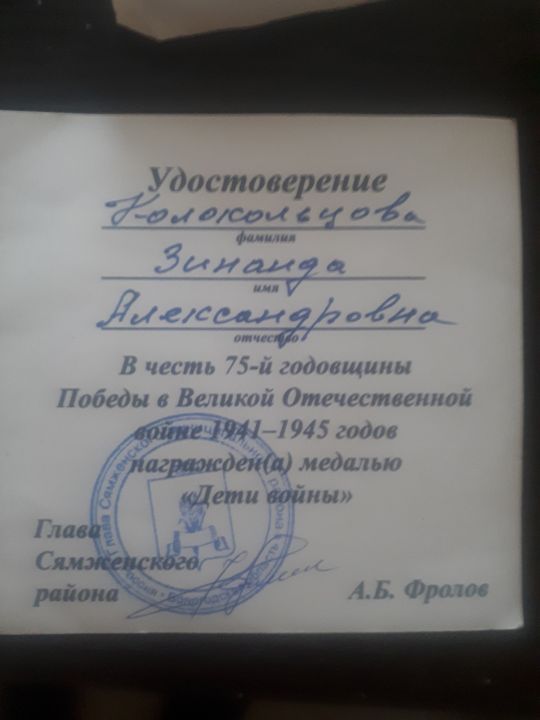 Удостоверение
Колокольцова
фамилия
Зинаида
имя
Александровна
отчество
В честь 75-й годовщины
Победы в Великой Отечественной
войне 1941–1945 годов
награжден(а) медалью
«Дети войны»
Глава
Сямженского
района
А.Б. Фролов